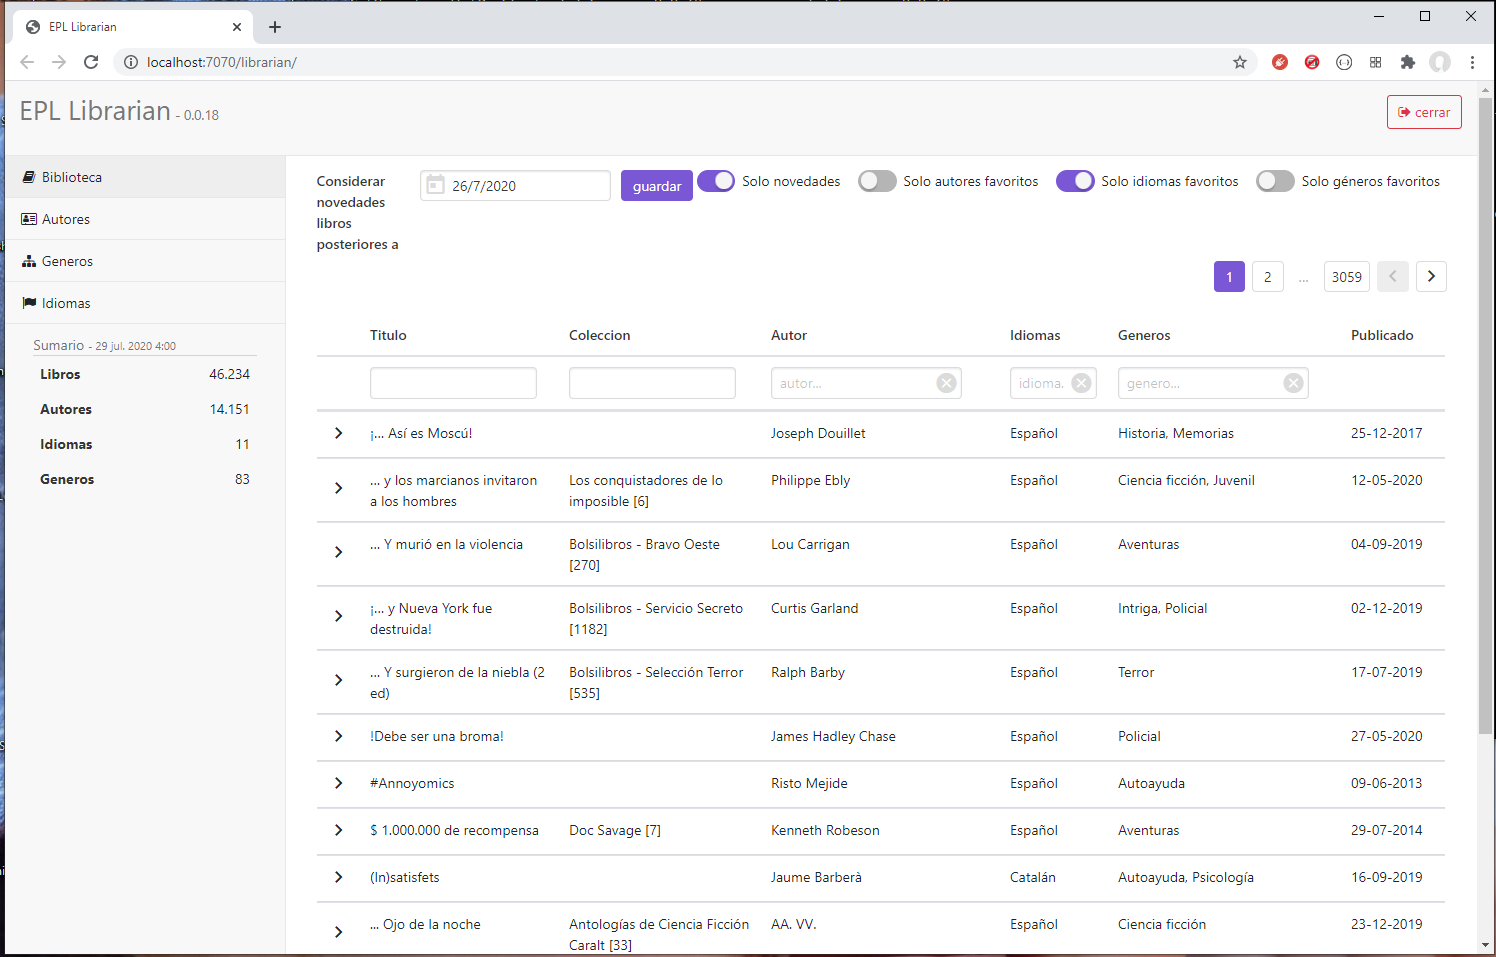 EPL Librarian
localhost:7070/librarian/
EPL Librarian - 0.0.18
cerrar
Biblioteca
Autores
Generos
Idiomas
Sumario - 29 jul. 2020 4:00
Libros 46.234
Autores 14.151
Idiomas 11
Generos 83
Considerar
novedades
libros
posteriores a
26/7/2020
guardar
Solo novedades
Solo autores favoritos
Solo idiomas favoritos
Solo géneros favoritos
1 2 ... 3059
Titulo Coleccion Autor Idiomas Generos Publicado
autor... idioma. genero...
¡... Así es Moscú! Joseph Douillet Español Historia, Memorias 25-12-2017
... y los marcianos invitaron Los conquistadores de lo Philippe Ebly Español Ciencia ficción, Juvenil 12-05-2020
a los hombres imposible [6]
... Y murió en la violencia Bolsilibros - Bravo Oeste Lou Carrigan Español Aventuras 04-09-2019
[270]
¡... y Nueva York fue Bolsilibros - Servicio Secreto Curtis Garland Español Intriga, Policial 02-12-2019
destruida! [1182]
... Y surgieron de la niebla (2 Bolsilibros - Selección Terror Ralph Barby Español Terror 17-07-2019
ed) [535]
!Debe ser una broma! James Hadley Chase Español Policial 27-05-2020
#Annoyomics Risto Mejide Español Autoayuda 09-06-2013
$ 1.000.000 de recompensa Doc Savage [7] Kenneth Robeson Español Aventuras 29-07-2014
(In)satisfets Jaume Barberà Catalán Autoayuda, Psicología 16-09-2019
... Ojo de la noche Antologías de Ciencia Ficción AA. VV. Español Ciencia ficción 23-12-2019
Caralt [33]